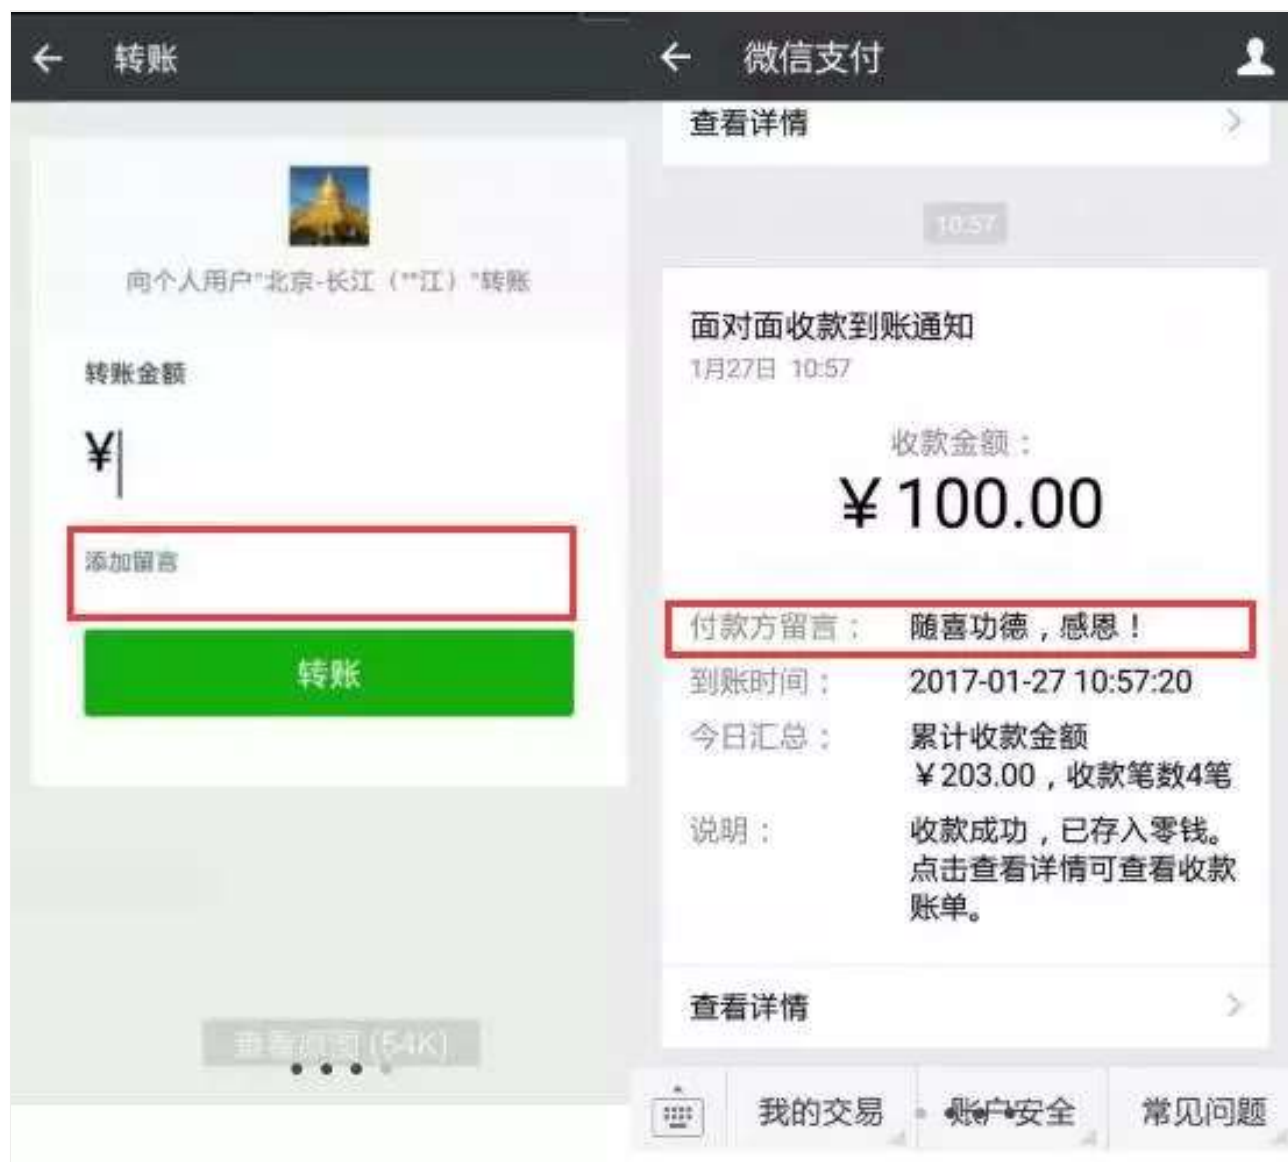 转账
向个人用户"北京-长江（**江）"转账
转账金额
¥
添加留言
转账
查看原图 (54K)
微信支付
查看详情
10:57
面对面收款到账通知
1月27日 10:57
收款金额：
¥100.00
付款方留言： 随喜功德，感恩！
到账时间： 2017-01-27 10:57:20
今日汇总： 累计收款金额
￥203.00，收款笔数4笔
说明： 收款成功，已存入零钱。
点击查看详情可查看收款
账单。
查看详情
我的交易 账户安全 常见问题